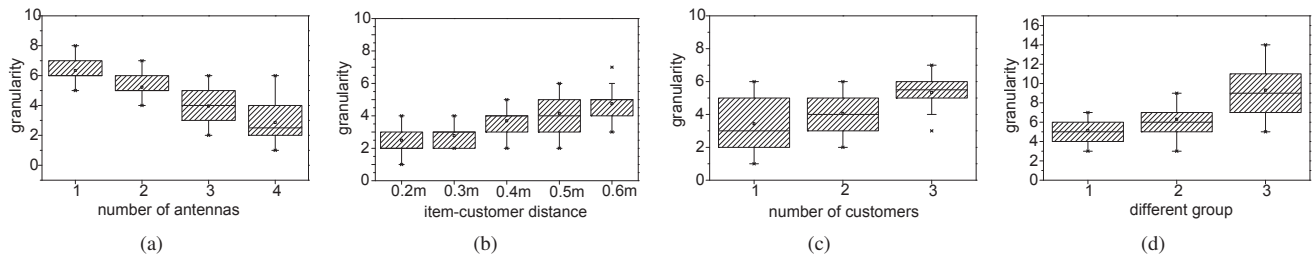 10
8
6
4
2
0
granularity
1 2 3 4
number of antennas
(a)
10
8
6
4
2
0
granularity
0.2m 0.3m 0.4m 0.5m 0.6m
item-customer distance
(b)
10
8
6
4
2
0
granularity
1 2 3
number of customers
(c)
16
14
12
10
8
6
4
2
0
granularity
1 2 3
different group
(d)